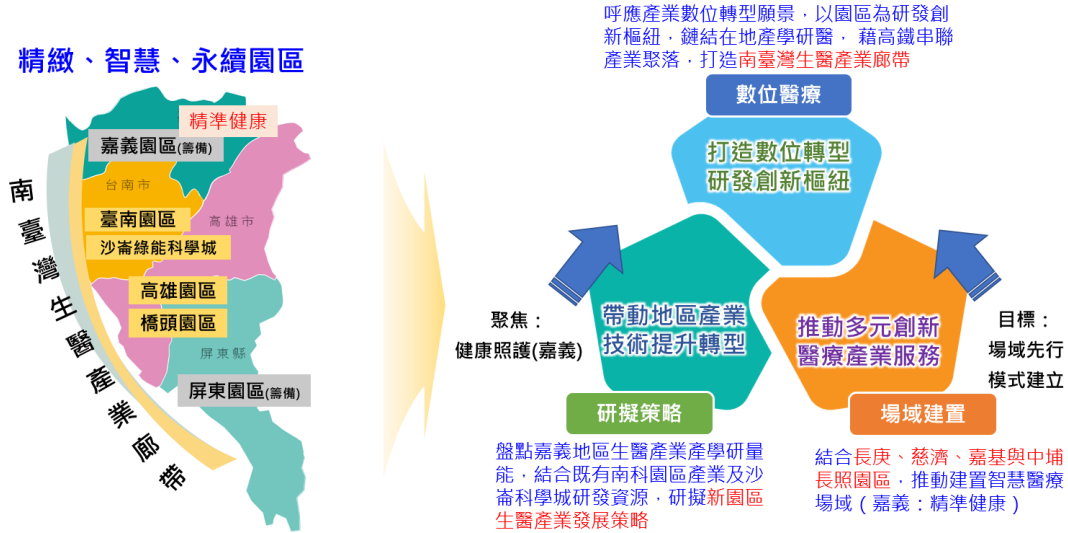 精緻、智慧、永續園區
精準健康
嘉義園區(籌備)
台南市
臺南園區
高雄市
沙崙綠能科學城
高雄園區
橋頭園區
屏東縣
屏東園區(籌備)
南臺灣生醫產業廊帶
呼應產業數位轉型願景，以園區為研發創
新樞紐，鏈結在地產學研醫， 藉高鐵串聯
產業聚落，打造南臺灣生醫產業廊帶
數位醫療
打造數位轉型
研發創新樞紐
聚焦：
健康照護(嘉義)
帶動地區產業
技術提升轉型
推動多元創新
醫療產業服務
目標：
場域先行
模式建立
研擬策略
盤點嘉義地區生醫產業產學研量
能，結合既有南科園區產業及沙
崙科學城研發資源，研擬新園區
生醫產業發展策略
場域建置
結合長庚、慈濟、嘉基與中埔
長照園區，推動建置智慧醫療
場域（嘉義：精準健康）